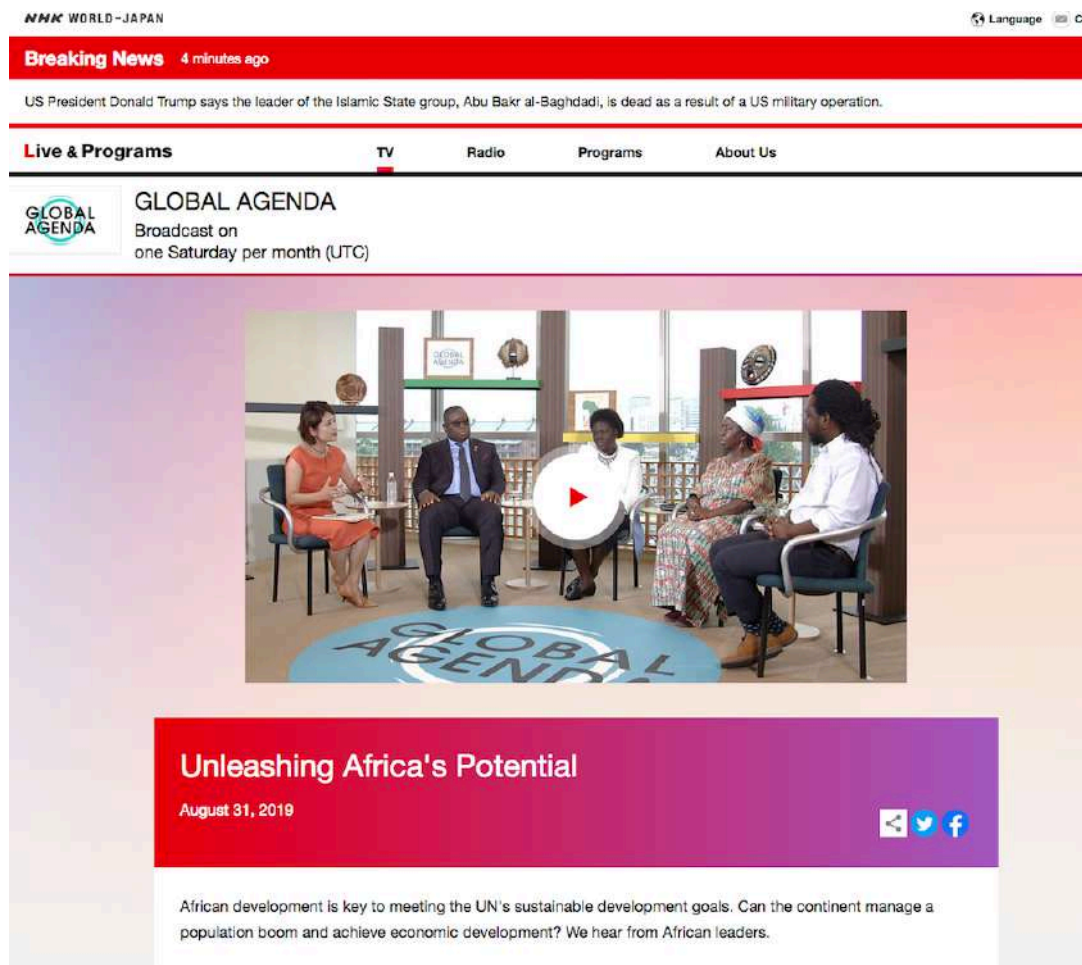 NHK WORLD-JAPAN
Language
Breaking News 4 minutes ago
US President Donald Trump says the leader of the Islamic State group, Abu Bakr al-Baghdadi, is dead as a result of a US military operation.
Live & Programs TV Radio Programs About Us
GLOBAL
AGENDA
GLOBAL AGENDA
Broadcast on
one Saturday per month (UTC)
GLOBAL
AGENDA
GLOBAL
AGENDA
Unleashing Africa's Potential
August 31, 2019
African development is key to meeting the UN's sustainable development goals. Can the continent manage a
population boom and achieve economic development? We hear from African leaders.